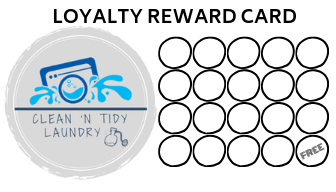 LOYALTY REWARD CARD
CLEAN 'N TIDY
LAUNDRY
FREE